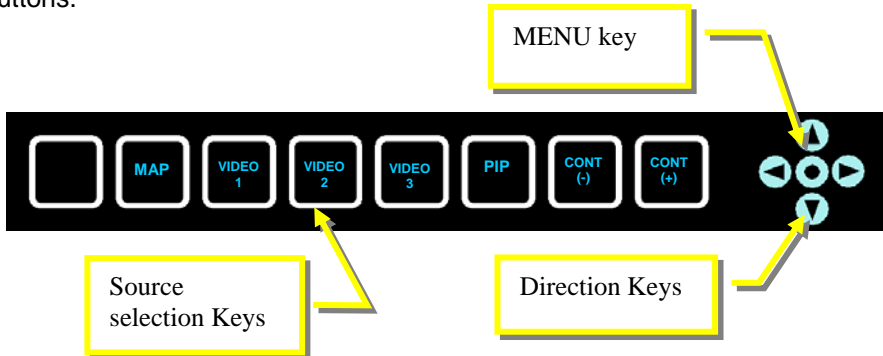 uttons.
MENU key
MAP
VIDEO
1
VIDEO
2
VIDEO
3
PIP
CONT
(-)
CONT
(+)
Source
selection Keys
Direction Keys